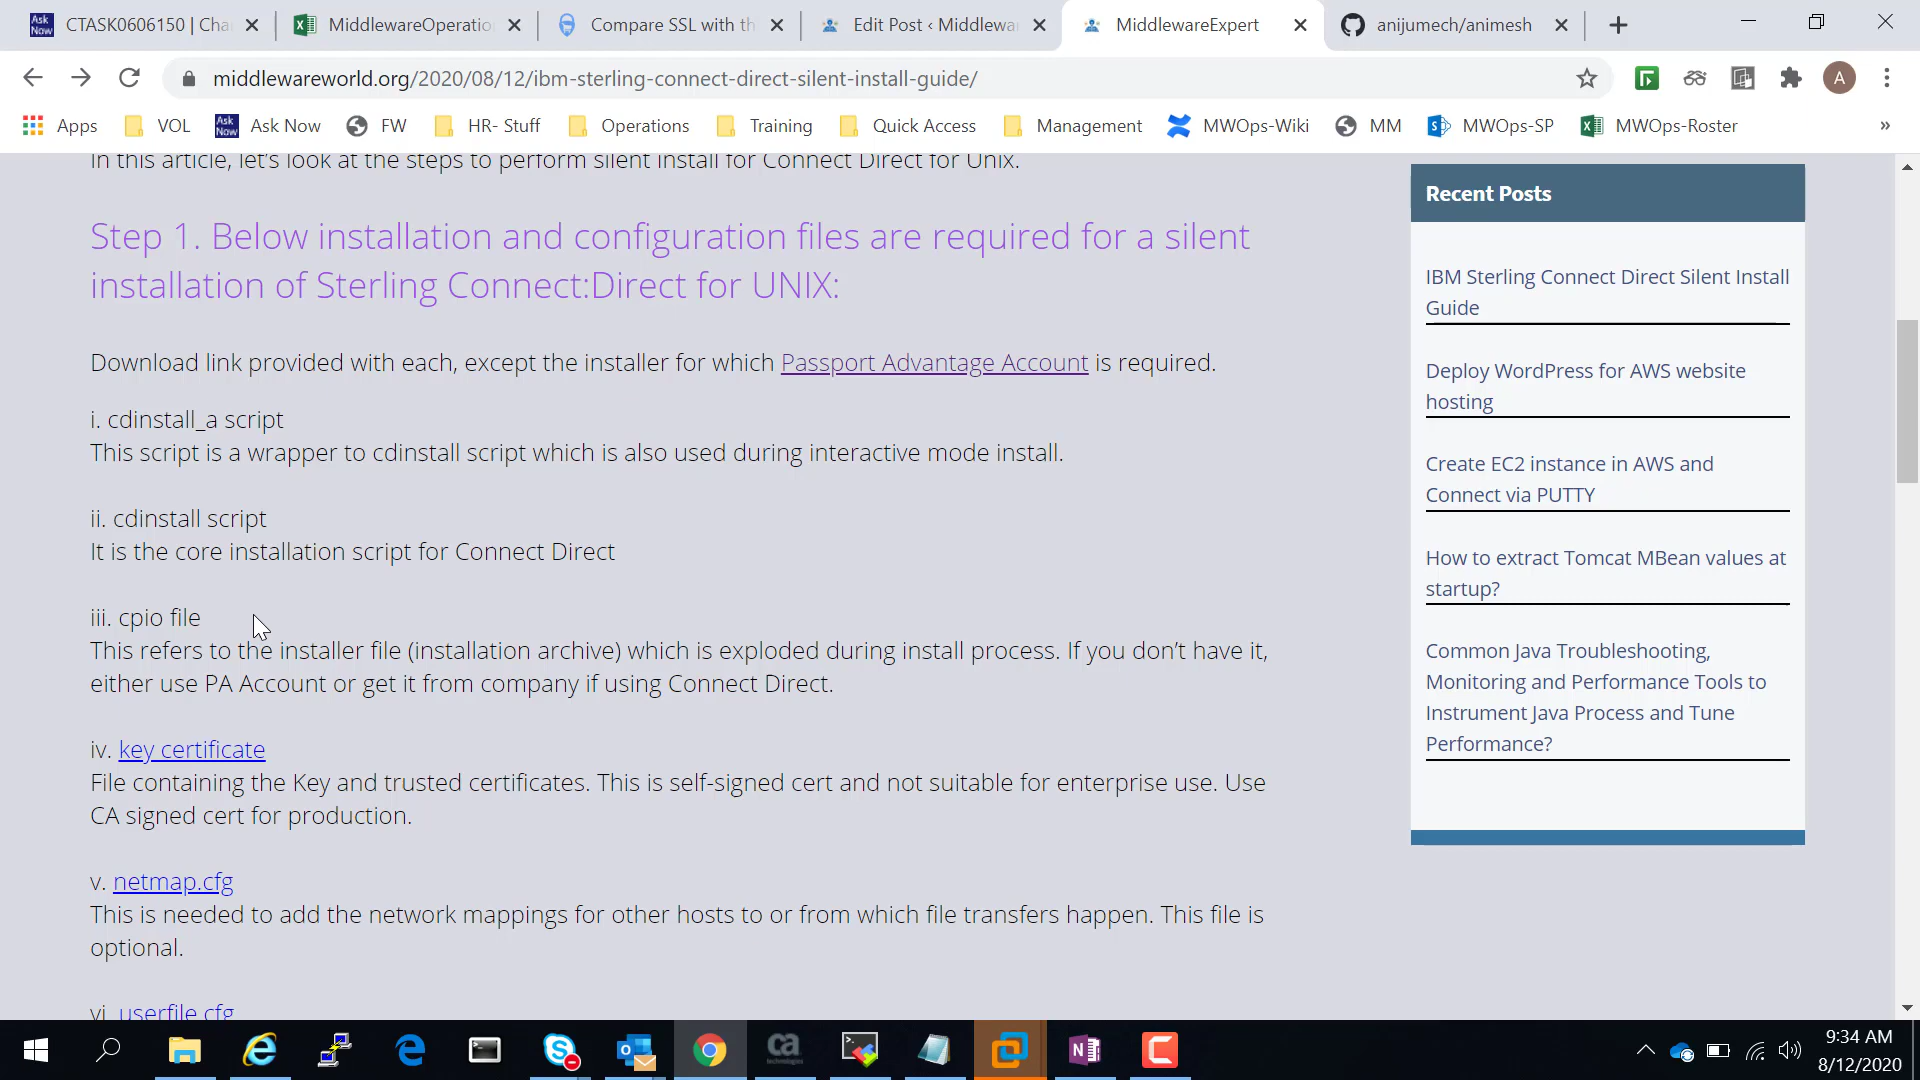 CTASK0606150 | Cha
MiddlewareOperatio
Compare SSL with th
Edit Post ‹ Middlewa
MiddlewareExpert
anijumech/animesh
middlewareworld.org/2020/08/12/ibm-sterling-connect-direct-silent-install-guide/
A
Apps
VOL
Ask Now
FW
HR- Stuff
Operations
Training
Quick Access
Management
MWOps-Wiki
MM
MWOps-SP
MWOps-Roster
»
In this article, let's look at the steps to perform silent install for Connect Direct for Unix.
Step 1. Below installation and configuration files are required for a silent
installation of Sterling Connect:Direct for UNIX:
Download link provided with each, except the installer for which Passport Advantage Account is required.
i. cdinstall_a script
This script is a wrapper to cdinstall script which is also used during interactive mode install.
ii. cdinstall script
It is the core installation script for Connect Direct
iii. cpio file
This refers to the installer file (installation archive) which is exploded during install process. If you don't have it,
either use PA Account or get it from company if using Connect Direct.
iv. key certificate
File containing the Key and trusted certificates. This is self-signed cert and not suitable for enterprise use. Use
CA signed cert for production.
v. netmap.cfg
This is needed to add the network mappings for other hosts to or from which file transfers happen. This file is
optional.
vi. userfile.cfg
Recent Posts
IBM Sterling Connect Direct Silent Install
Guide
Deploy WordPress for AWS website
hosting
Create EC2 instance in AWS and
Connect via PUTTY
How to extract Tomcat MBean values at
startup?
Common Java Troubleshooting,
Monitoring and Performance Tools to
Instrument Java Process and Tune
Performance?
ca
technologies
9:34 AM
8/12/2020